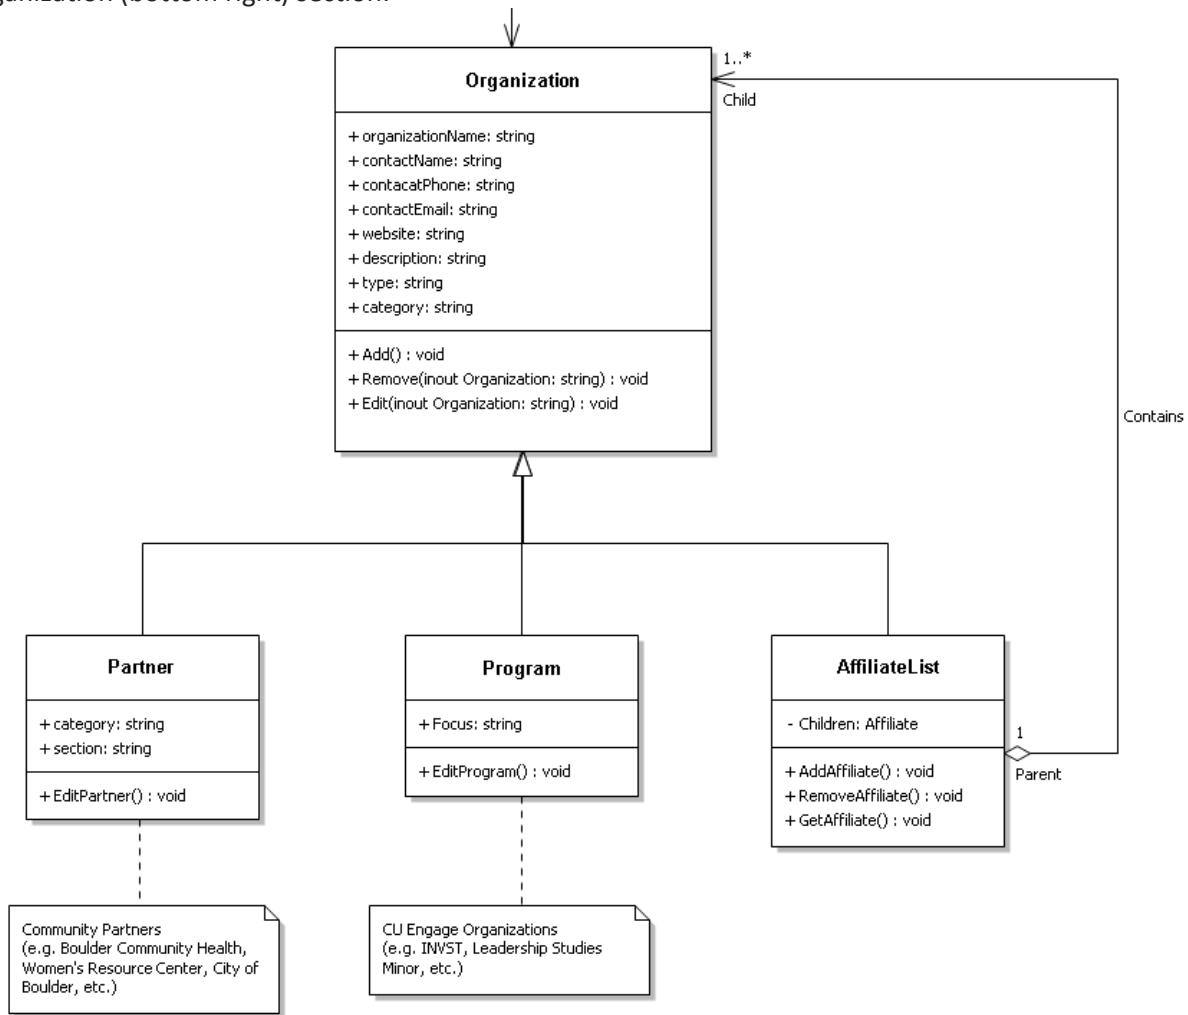 ganization (bottom right) section.
1..*
Organization
Child
+ organizationName: string
+ contactName: string
+ contacatPhone: string
+ contactEmail: string
+ website: string
+ description: string
+ type: string
+ category: string
+ Add() : void
+ Remove(inout Organization: string) : void
+ Edit(inout Organization: string) : void
Contains
Partner
+ category: string
+ section: string
+ EditPartner() : void
Program
+ Focus: string
+ EditProgram() : void
AffiliateList
- Children: Affiliate
+ AddAffiliate() : void
+ RemoveAffiliate() : void
+ GetAffiliate() : void
1
Parent
Community Partners
(e.g. Boulder Community Health,
Women's Resource Center, City of
Boulder, etc.)
CU Engage Organizations
(e.g. INVST, Leadership Studies
Minor, etc.)